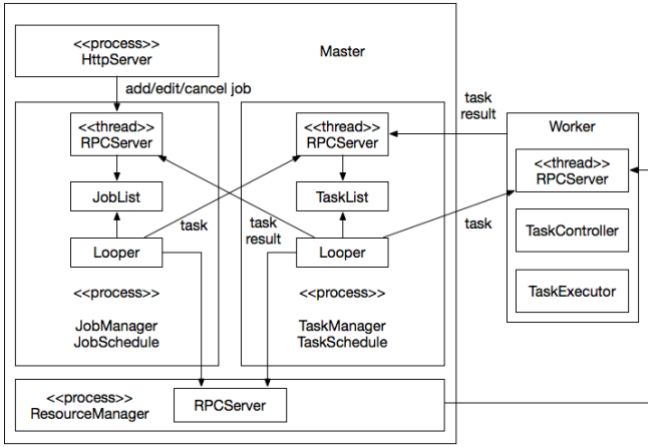 <<process>>
HttpServer
Master
add/edit/cancel job
<<thread>>
RPCServer
JobList
Looper
<<process>>
JobManager
JobSchedule
task
task
result
<<thread>>
RPCServer
TaskList
Looper
<<process>>
TaskManager
TaskSchedule
task
result
task
Worker
<<thread>>
RPCServer
TaskController
TaskExecutor
<<process>>
ResourceManager
RPCServer